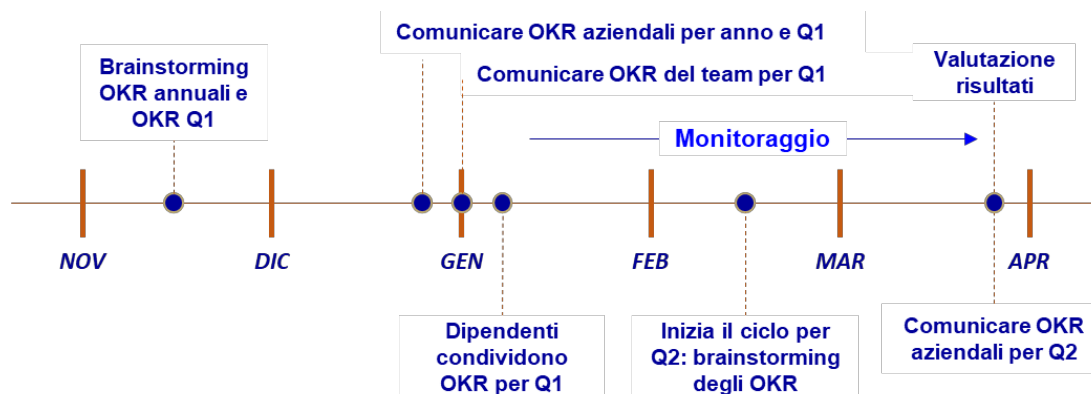 Comunicare OKR aziendali per anno e Q1
Brainstorming
OKR annuali e
OKR Q1
Comunicare OKR del team per Q1
Valutazione
risultati
Monitoraggio
NOV
DIC
GEN
FEB
MAR
APR
Dipendenti
condividono
OKR per Q1
Inizia il ciclo per
Q2: brainstorming
degli OKR
Comunicare OKR
aziendali per Q2